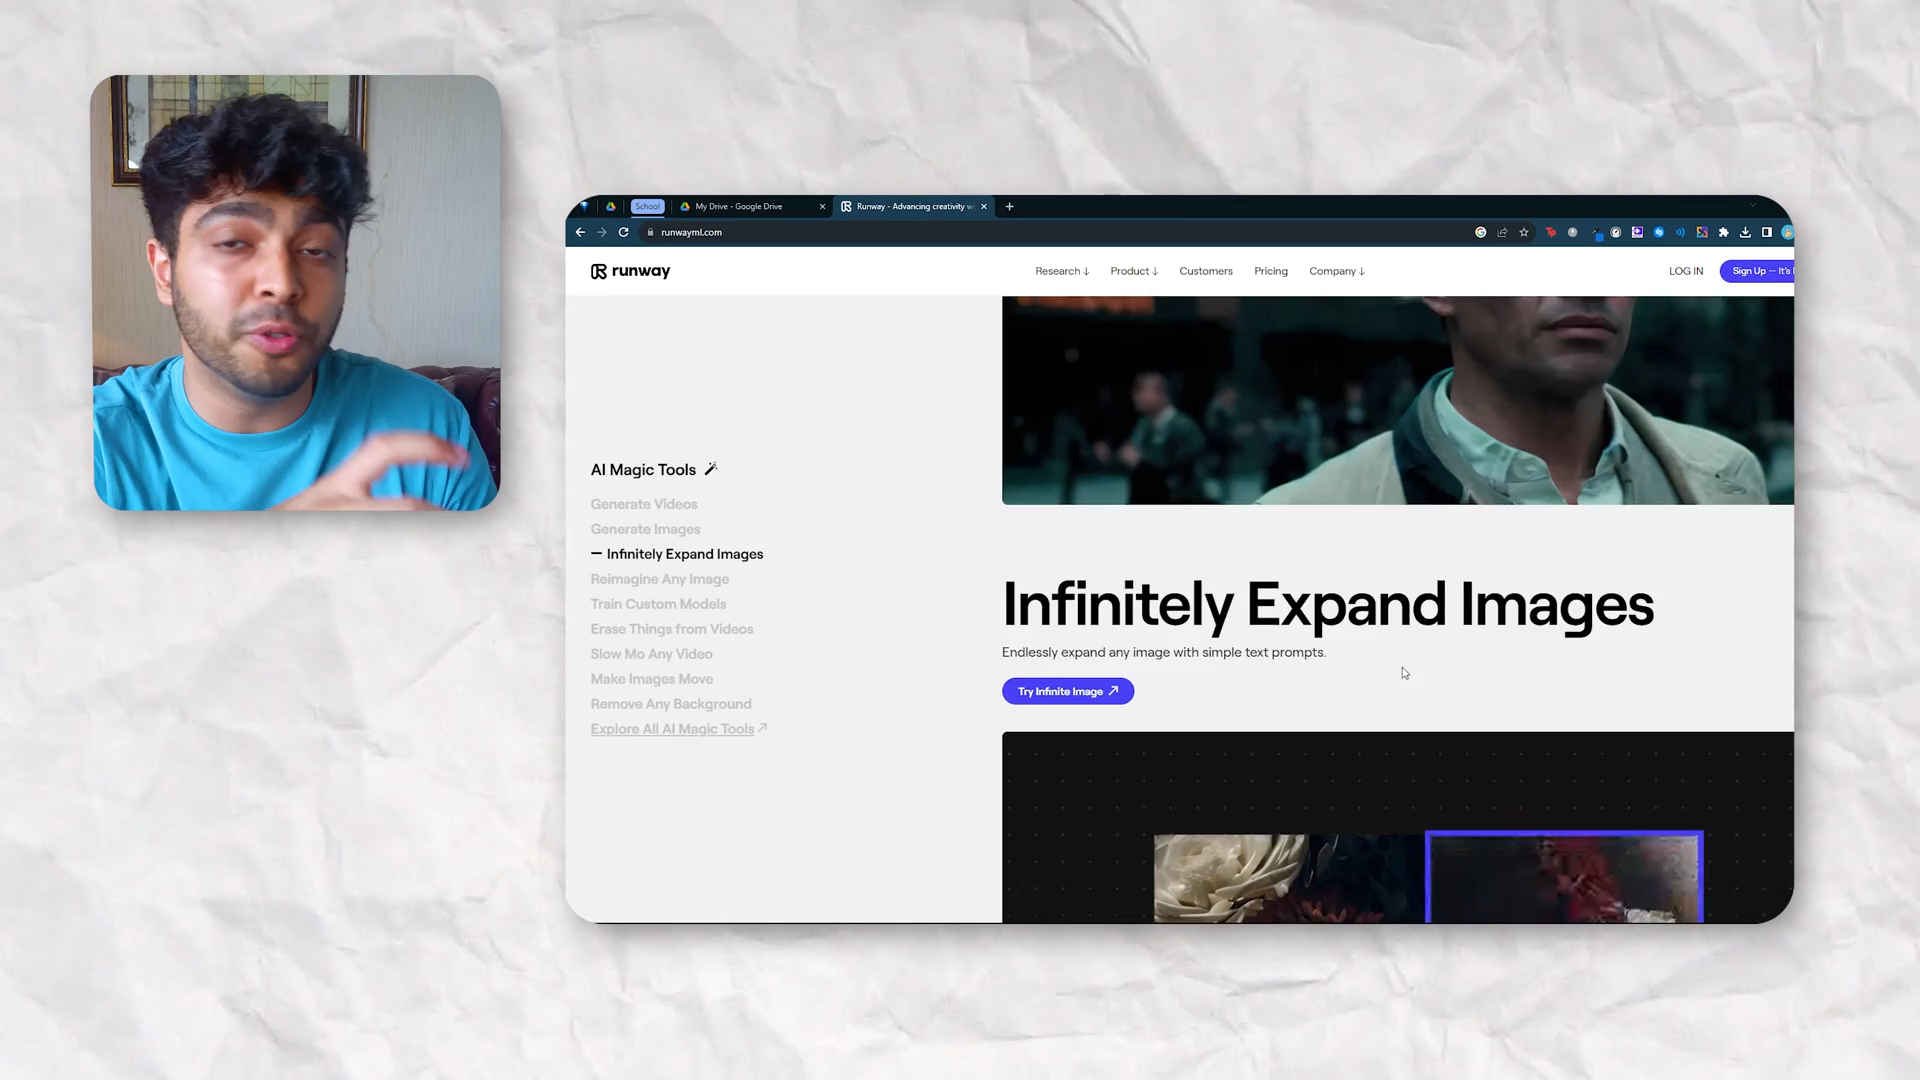 School
My Drive - Google Drive
Runway - Advancing creativity w
runwayml.com
runway
Research ↓
Product ↓
Customers
Pricing
Company ↓
LOG IN
Sign Up — It's
AI Magic Tools
Generate Videos
Generate Images
— Infinitely Expand Images
Reimagine Any Image
Train Custom Models
Erase Things from Videos
Slow Mo Any Video
Make Images Move
Remove Any Background
Explore All AI Magic Tools ↗
Infinitely Expand Images
Endlessly expand any image with simple text prompts.
Try Infinite Image ↗